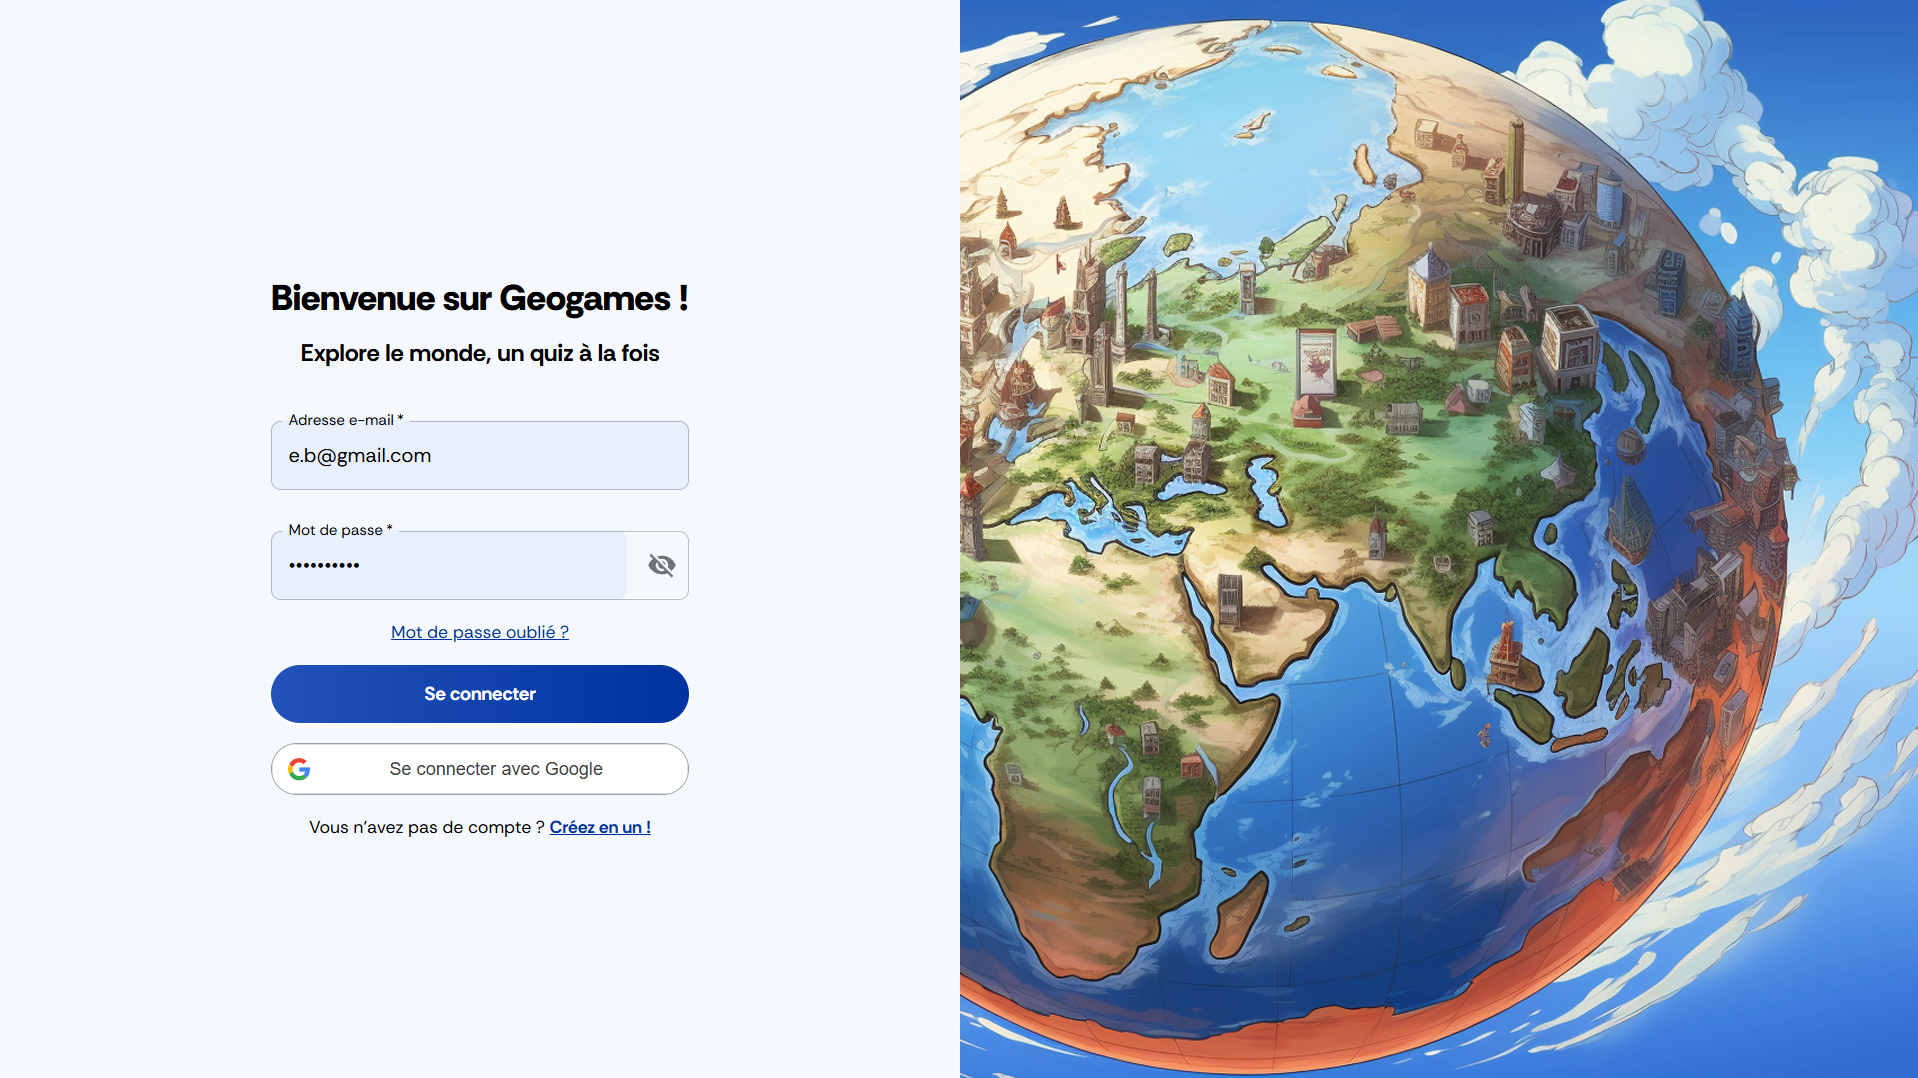 Bienvenue sur Geogames !
Explore le monde, un quiz à la fois
Adresse e-mail *
e.b@gmail.com
Mot de passe *
••••••••••
Mot de passe oublié ?
Se connecter
Se connecter avec Google
Vous n'avez pas de compte ? Créez en un !